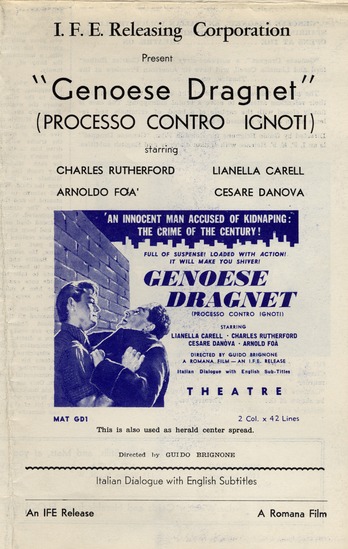 I. F. E. Releasing Corporation
Present
"Genoese Dragnet"
(PROCESSO CONTRO IGNOTI)
starring
CHARLES RUTHERFORD LIANELLA CARELL
ARNOLDO FOA' CESARE DANOVA
'AN INNOCENT MAN ACCUSED OF KIDNAPING:
THE CRIME OF THE CENTURY!
FULL OF SUSPENSE! LOADED WITH ACTION!
IT WILL MAKE YOU SHIVER!
GENOESE
DRAGNET
(PROCESSO CONTRO IGNOTI)
STARRING
LIANELLA CARELL · CHARLES RUTHERFORD
CESARE DANOVA · ARNOLD FOA
DIRECTED BY GUIDO BRIGNONE
A ROMANA FILM — AN I F E. RELEASE
Italian Dialogue with English Sub-Titles
THEATRE
MAT GD1 2 Col. x 42 Lines
This is also used as herald center spread.
Directed by GUIDO BRIGNONE
Italian Dialogue with English Subtitles
An IFE Release A Romana Film